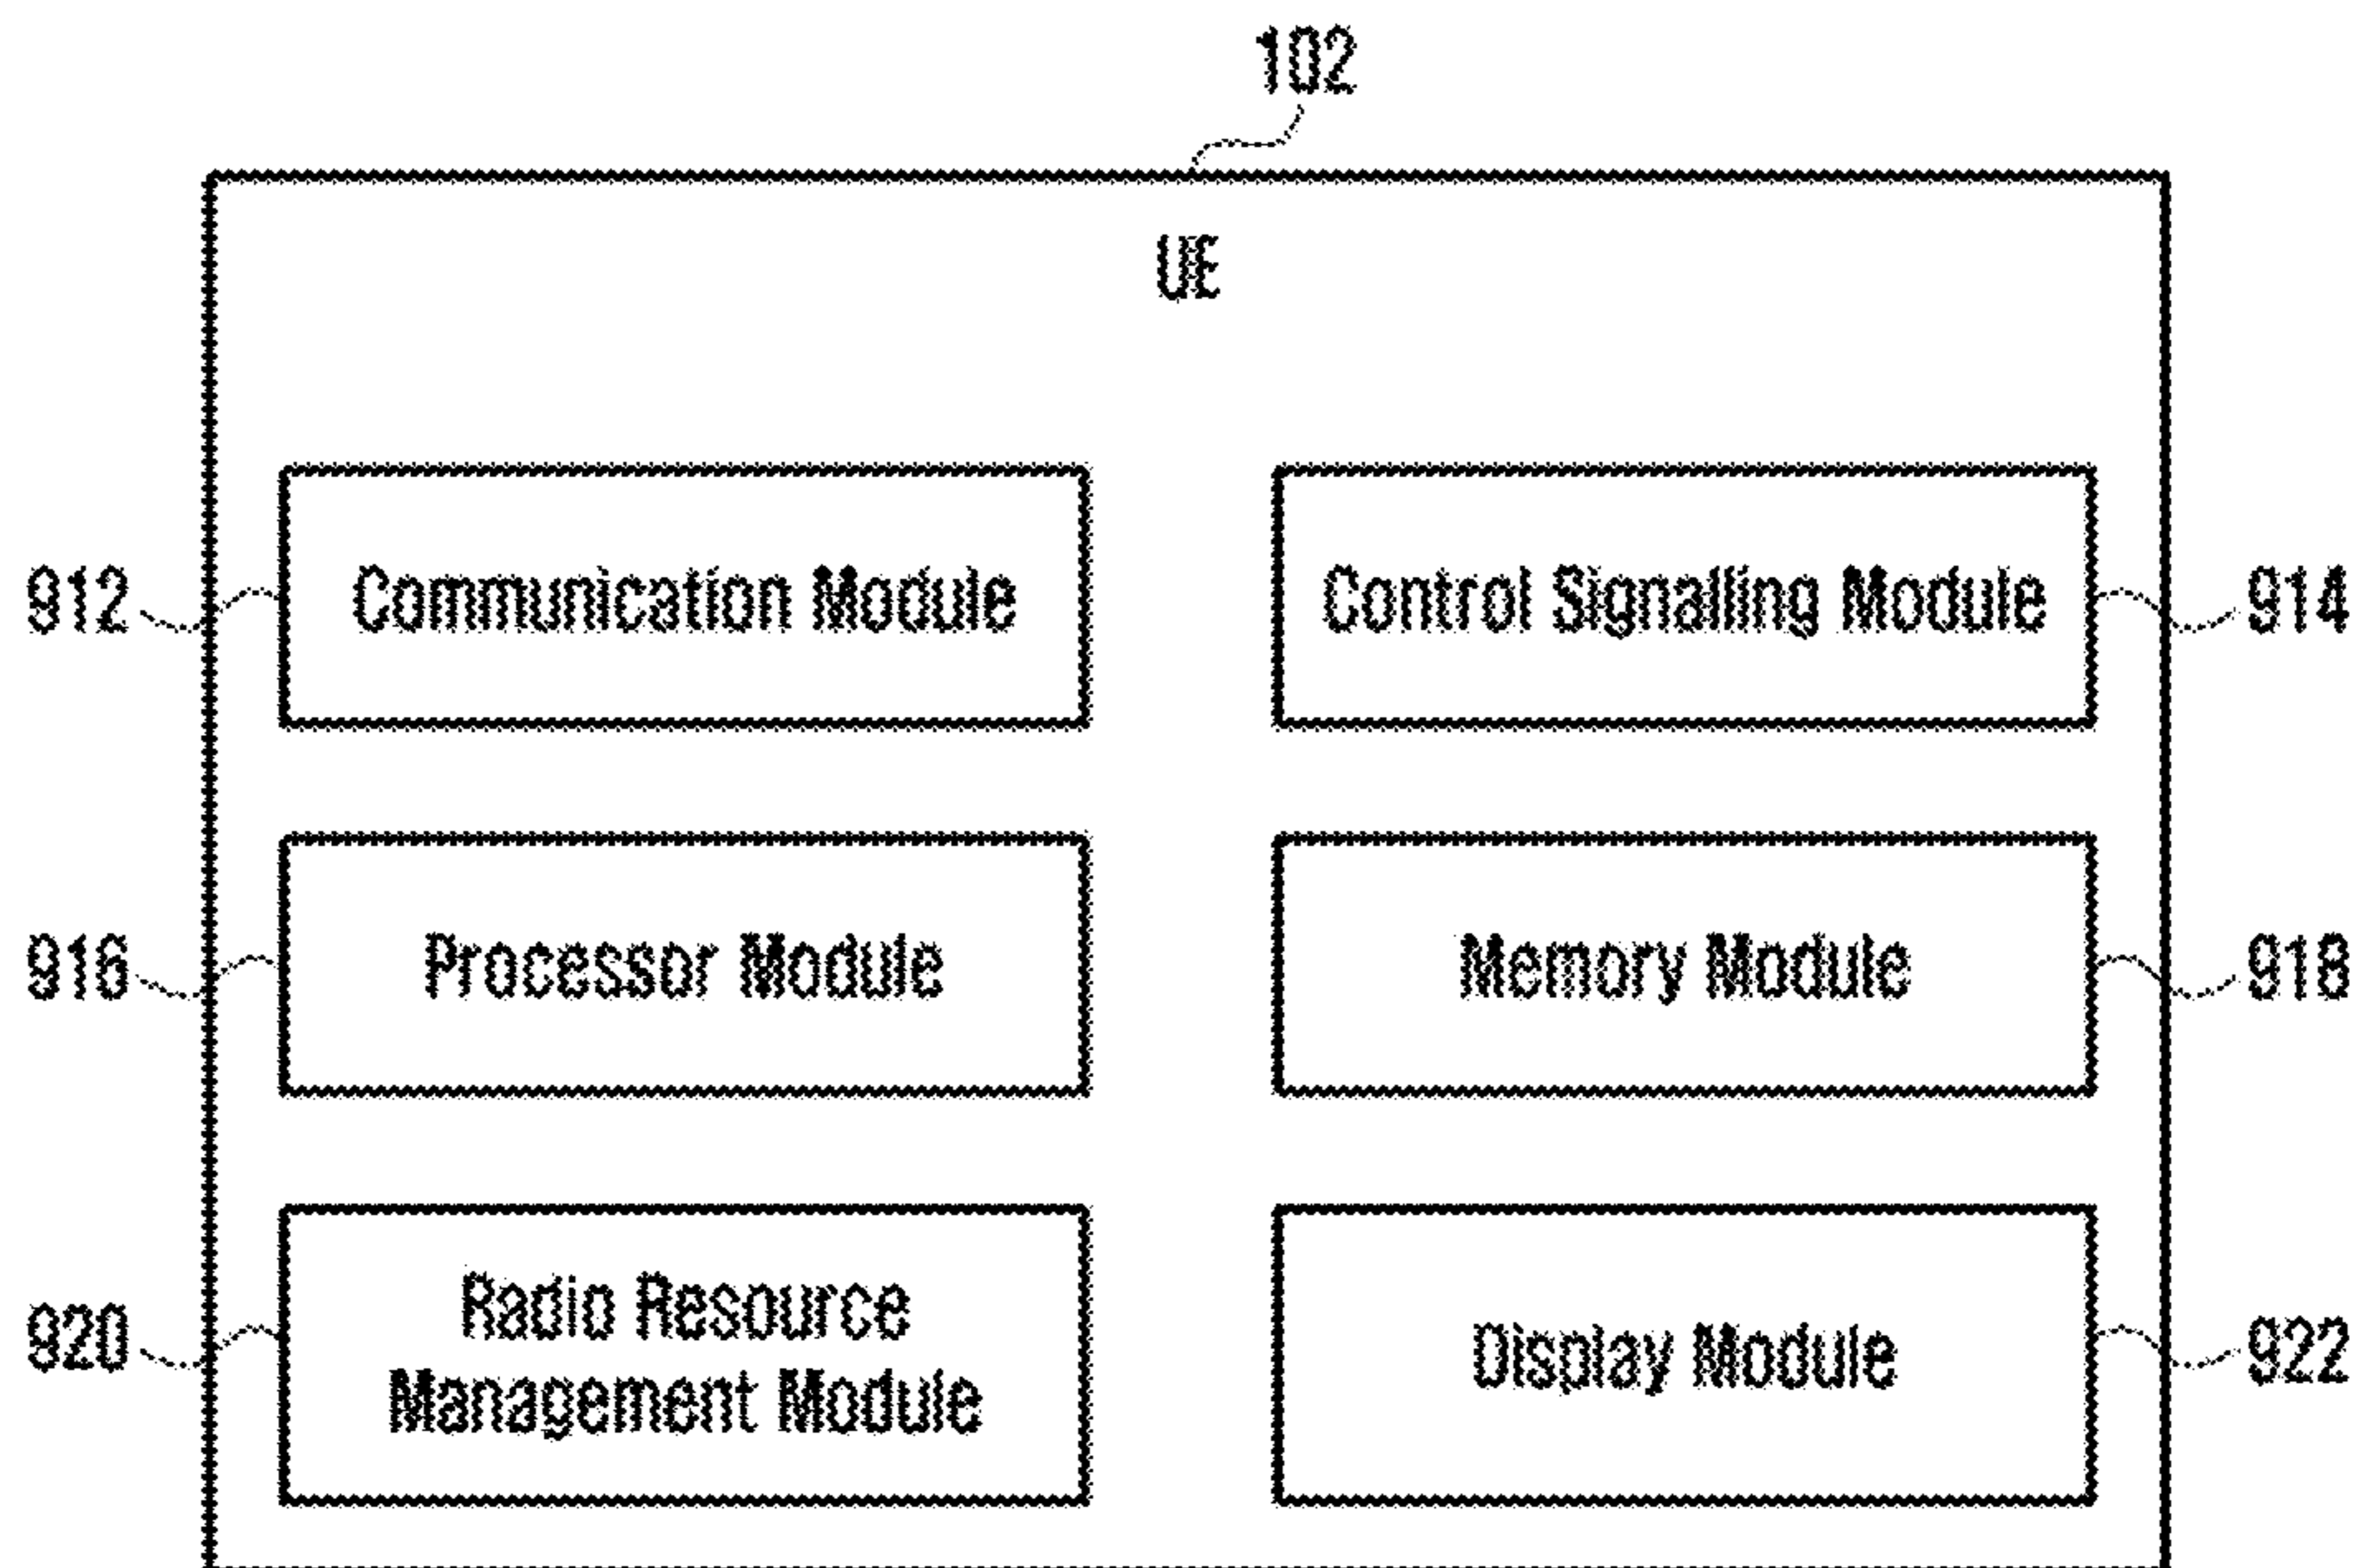 102
UE
912 Communication Module Control Signalling Module 914
916 Processor Module Memory Module 918
920 Radio Resource Management Module Display Module 922